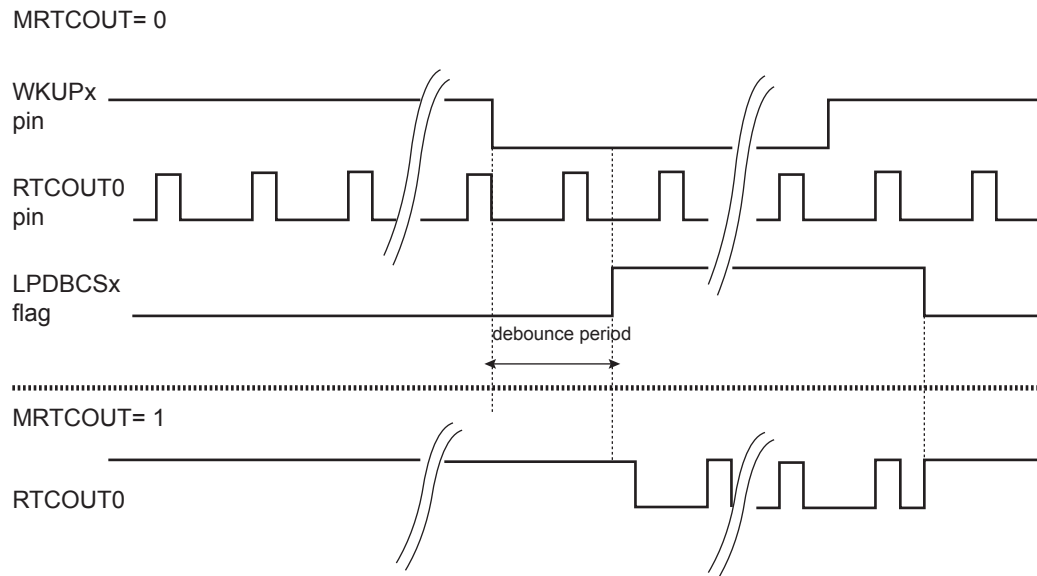 MRTCOUT= 0
WKUPx
pin
RTCOUT0
pin
LPDBCSx
flag
debounce period
MRTCOUT= 1
RTCOUT0